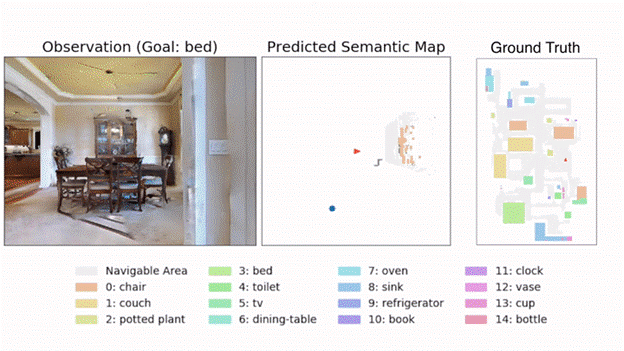 Observation (Goal: bed)
Predicted Semantic Map
Ground Truth
Navigable Area
0: chair
1: couch
2: potted plant
3: bed
4: toilet
5: tv
6: dining-table
7: oven
8: sink
9: refrigerator
10: book
11: clock
12: vase
13: cup
14: bottle